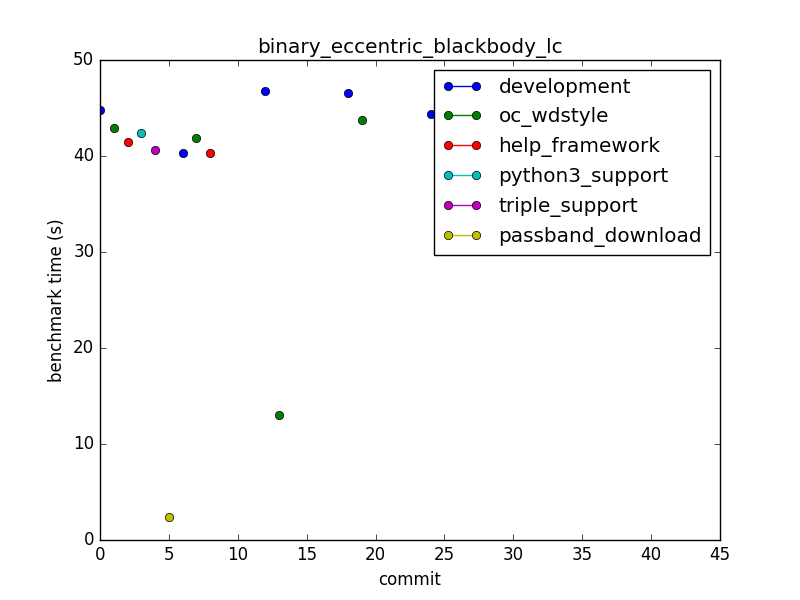 binary_eccentric_blackbody_lc
50
40
30
20
10
0
benchmark time (s)
development
oc_wdstyle
help_framework
python3_support
triple_support
passband_download
0 5 10 15 20 25 30 35 40 45
commit